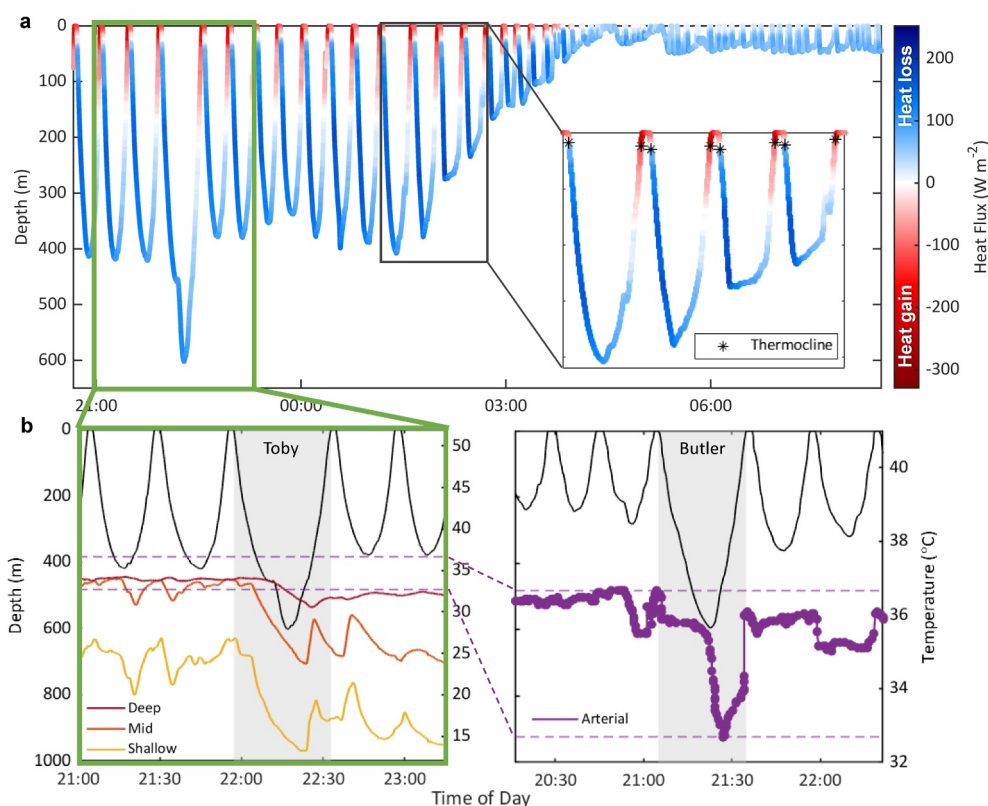 a
0
100
200
300
400
500
600
Depth (m)
21:00
00:00
03:00
06:00
Thermocline
Heat loss
Heat gain
200
100
0
-100
-200
-300
Heat Flux (W m⁻²)
b
Toby
0
200
400
600
800
1000
Depth (m)
50
45
40
35
30
25
20
15
Deep
Mid
Shallow
21:00
21:30
22:00
22:30
23:00
Butler
40
38
36
34
32
Temperature (°C)
Arterial
20:30
21:00
21:30
22:00
Time of Day